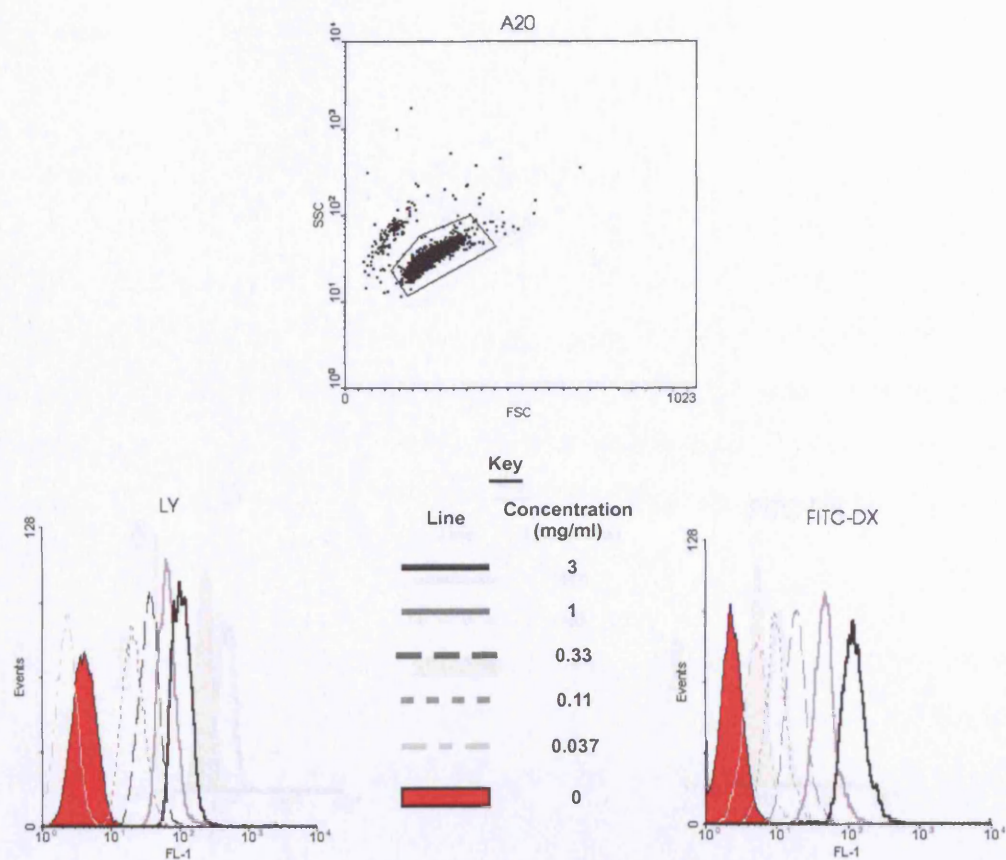 A20
10⁴
10³
SSC
10²
10¹
10⁰
0
1023
FSC
Key
Line
Concentration
(mg/ml)
3
1
0.33
0.11
0.037
0
LY
128
Events
0
10⁰
10¹
10²
10³
10⁴
FL-1
FITC-DX
128
Events
0
10⁰
10¹
10²
10³
10⁴
FL-1